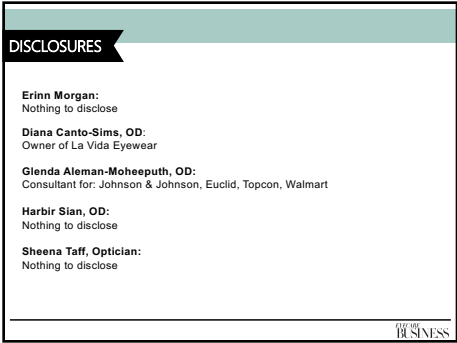 DISCLOSURES
Erinn Morgan:
Nothing to disclose
Diana Canto-Sims, OD:
Owner of La Vida Eyewear
Glenda Aleman-Moheeputh, OD:
Consultant for: Johnson & Johnson, Euclid, Topcon, Walmart
Harbir Sian, OD:
Nothing to disclose
Sheena Taff, Optician:
Nothing to disclose
EYECARE
BUSINESS